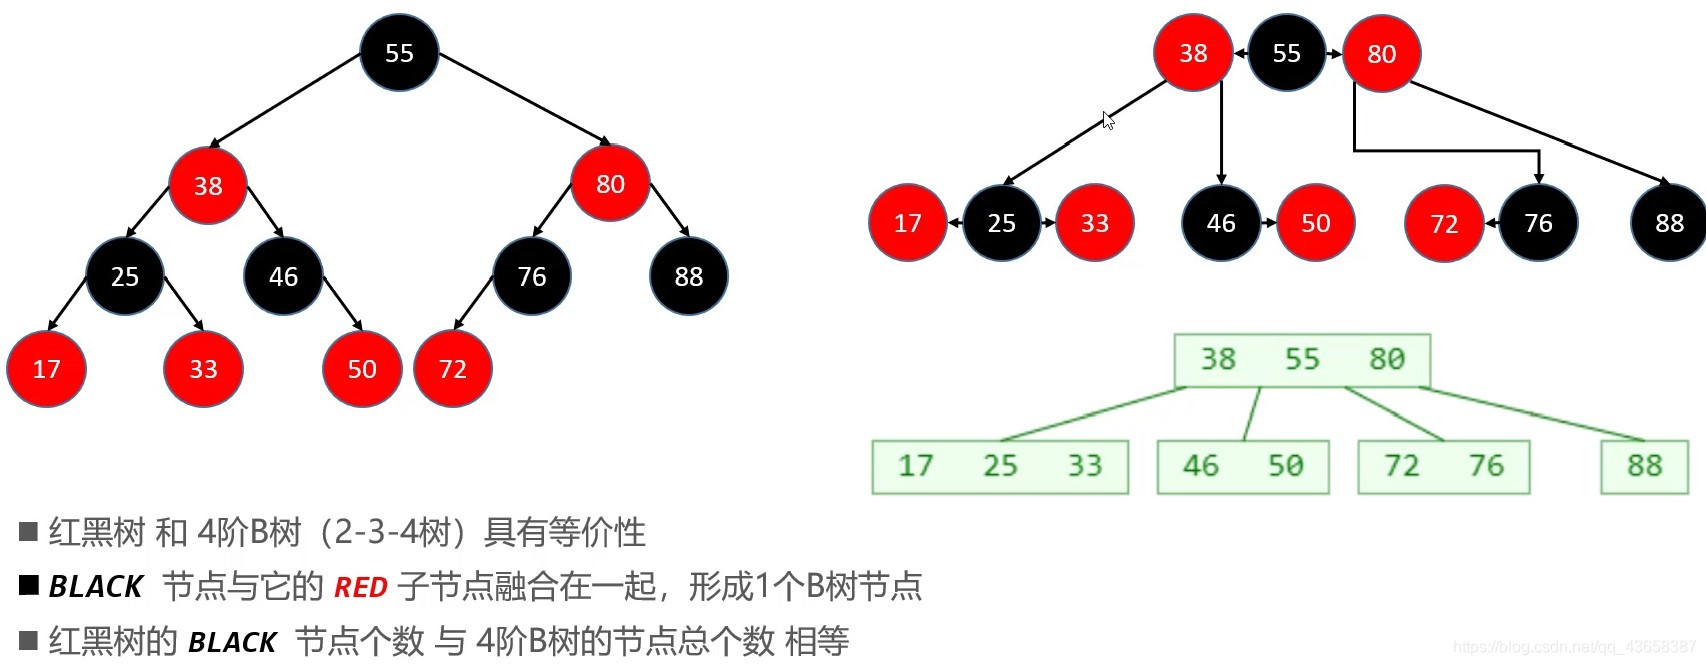 55
38
80
25
46
76
88
17
33
50
72
38 55 80
17 25 33 46 50 72 76 88
38 55 80
17 25 33 46 50 72 76 88
■ 红黑树 和 4阶B树（2-3-4树）具有等价性
■ BLACK 节点与它的 RED 子节点融合在一起，形成1个B树节点
■ 红黑树的 BLACK 节点个数 与 4阶B树的节点总个数 相等
https://blog.csdn.net/qq_43658387